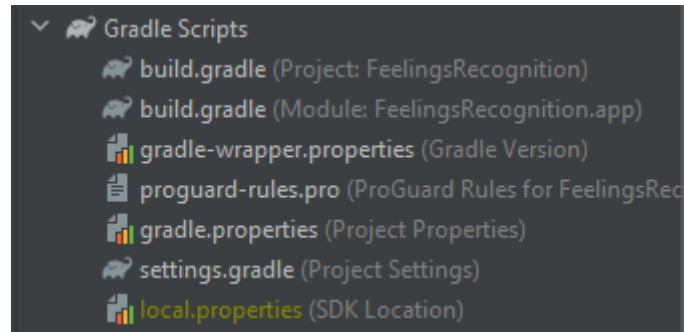 Gradle Scripts
build.gradle (Project: FeelingsRecognition)
build.gradle (Module: FeelingsRecognition.app)
gradle-wrapper.properties (Gradle Version)
proguard-rules.pro (ProGuard Rules for FeelingsRec
gradle.properties (Project Properties)
settings.gradle (Project Settings)
local.properties (SDK Location)